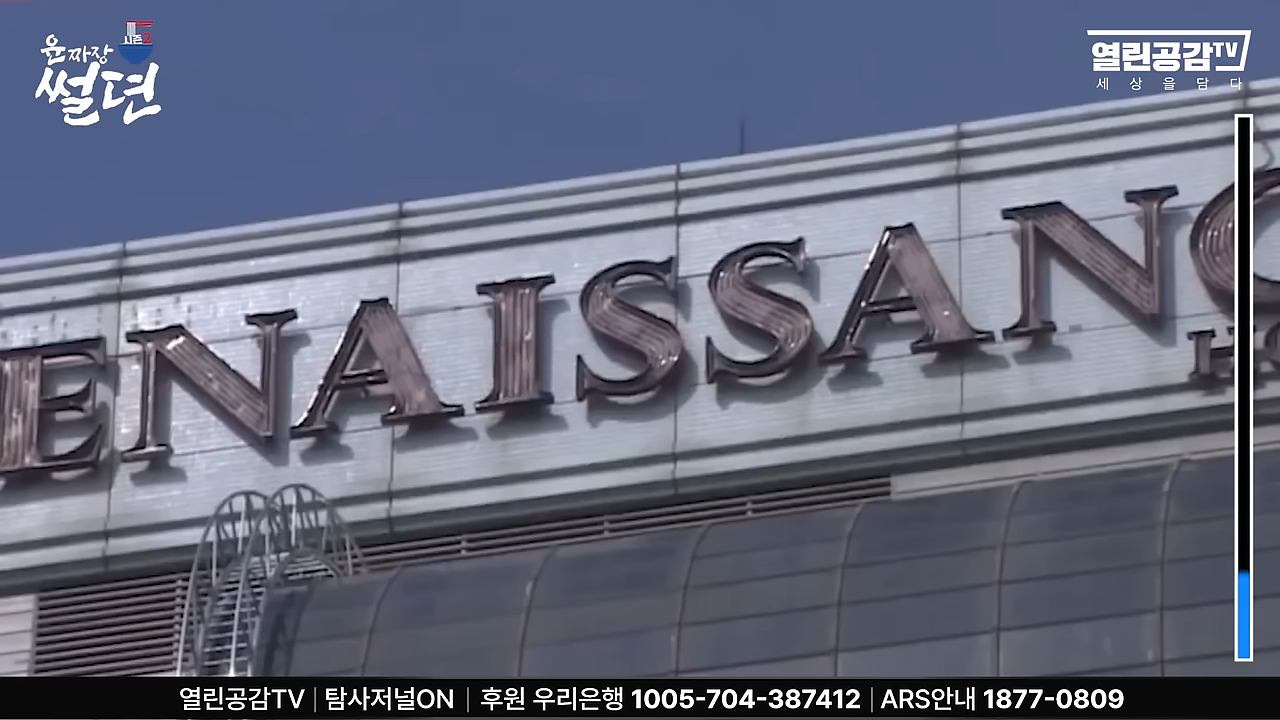 윤짜장
시즌2
썰뎐
열린공감TV
세상을담다
ENAISSANC
HO
열린공감TV | 탐사저널ON | 후원 우리은행 1005-704-387412 | ARS안내 1877-0809